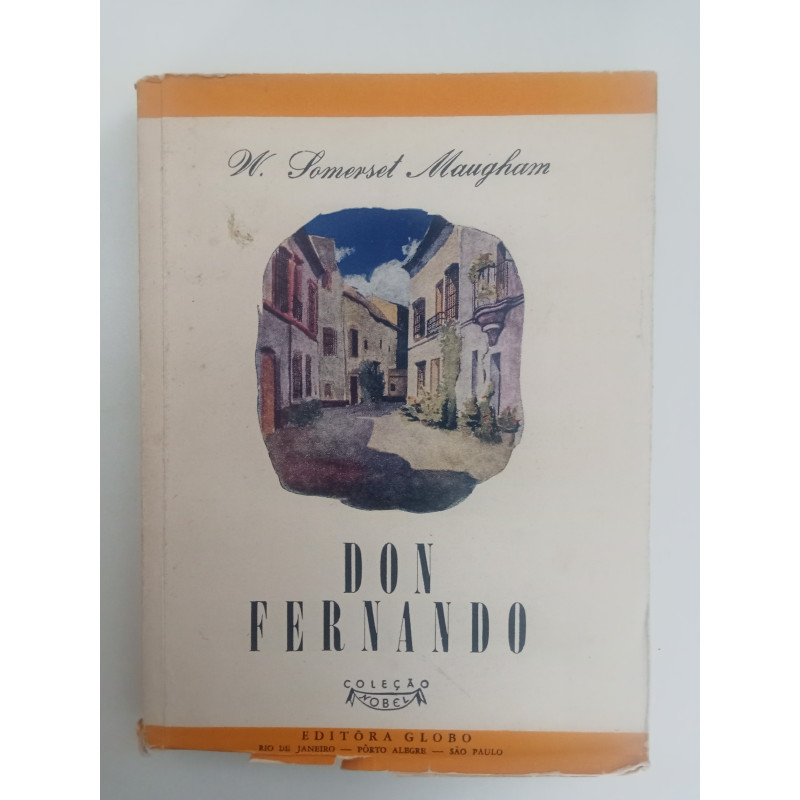 W. Somerset Maugham
DON
FERNANDO
COLEÇÃO
NOBEL
EDITÔRA GLOBO
RIO DE JANEIRO — PÔRTO ALEGRE — SÃO PAULO